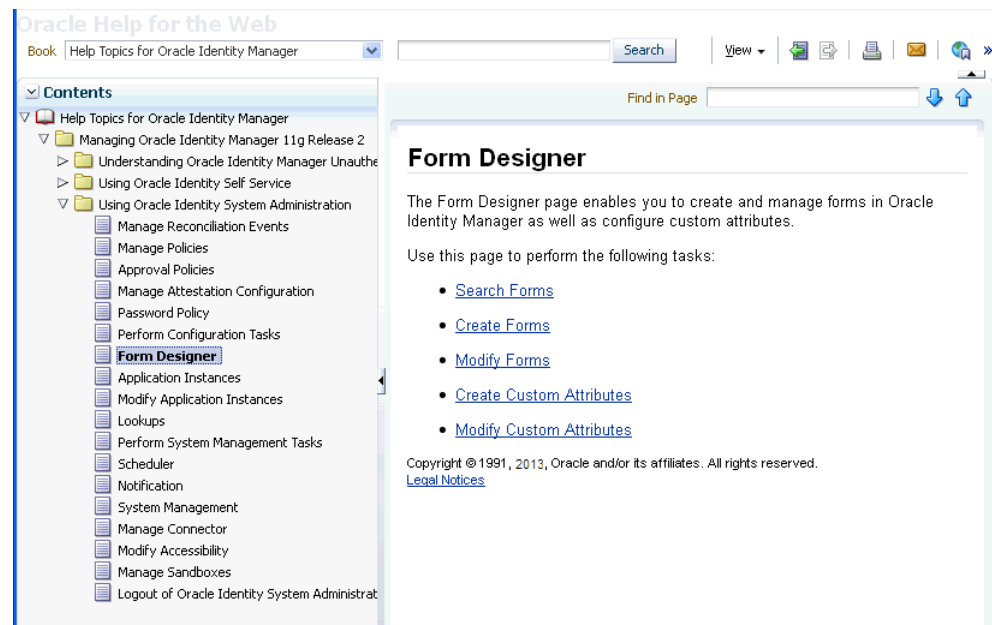 Oracle Help for the Web
Book Help Topics for Oracle Identity Manager Search View »
Contents
Help Topics for Oracle Identity Manager
Managing Oracle Identity Manager 11g Release 2
Understanding Oracle Identity Manager Unauthe
Using Oracle Identity Self Service
Using Oracle Identity System Administration
Manage Reconciliation Events
Manage Policies
Approval Policies
Manage Attestation Configuration
Password Policy
Perform Configuration Tasks
Form Designer
Application Instances
Modify Application Instances
Lookups
Perform System Management Tasks
Scheduler
Notification
System Management
Manage Connector
Modify Accessibility
Manage Sandboxes
Logout of Oracle Identity System Administrat
Find in Page
Form Designer
The Form Designer page enables you to create and manage forms in Oracle
Identity Manager as well as configure custom attributes.
Use this page to perform the following tasks:
• Search Forms
• Create Forms
• Modify Forms
• Create Custom Attributes
• Modify Custom Attributes
Copyright © 1991, 2013, Oracle and/or its affiliates. All rights reserved.
Legal Notices